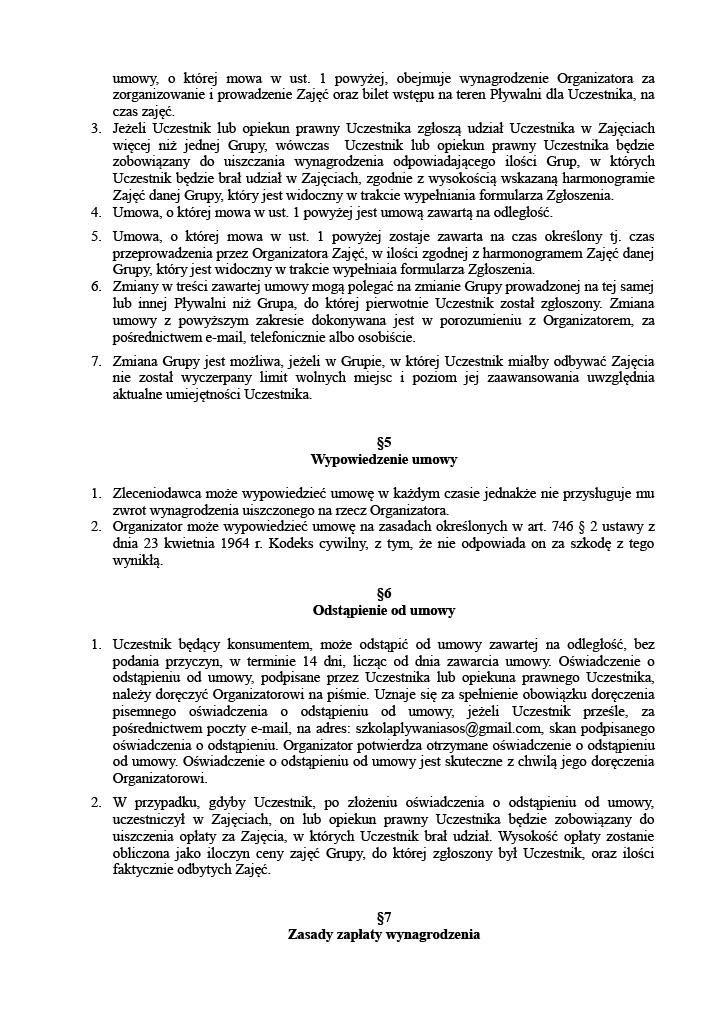 umowy, o której mowa w ust. 1 powyżej, obejmuje wynagrodzenie Organizatora za
zorganizowanie i prowadzenie Zajęć oraz bilet wstępu na teren Pływalni dla Uczestnika, na
czas zajęć.
3. Jeżeli Uczestnik lub opiekun prawny Uczestnika zgłoszą udział Uczestnika w Zajęciach
więcej niż jednej Grupy, wówczas Uczestnik lub opiekun prawny Uczestnika będzie
zobowiązany do uiszczania wynagrodzenia odpowiadającego ilości Grup, w których
Uczestnik będzie brał udział w Zajęciach, zgodnie z wysokością wskazaną harmonogramie
Zajęć danej Grupy, który jest widoczny w trakcie wypełniania formularza Zgłoszenia.
4. Umowa, o której mowa w ust. 1 powyżej jest umową zawartą na odległość.
5. Umowa, o której mowa w ust. 1 powyżej zostaje zawarta na czas określony tj. czas
przeprowadzenia przez Organizatora Zajęć, w ilości zgodnej z harmonogramem Zajęć danej
Grupy, który jest widoczny w trakcie wypełniaia formularza Zgłoszenia.
6. Zmiany w treści zawartej umowy mogą polegać na zmianie Grupy prowadzonej na tej samej
lub innej Pływalni niż Grupa, do której pierwotnie Uczestnik został zgłoszony. Zmiana
umowy z powyższym zakresie dokonywana jest w porozumieniu z Organizatorem, za
pośrednictwem e-mail, telefonicznie albo osobiście.
7. Zmiana Grupy jest możliwa, jeżeli w Grupie, w której Uczestnik miałby odbywać Zajęcia
nie został wyczerpany limit wolnych miejsc i poziom jej zaawansowania uwzględnia
aktualne umiejętności Uczestnika.
§5
Wypowiedzenie umowy
1. Zleceniodawca może wypowiedzieć umowę w każdym czasie jednakże nie przysługuje mu
zwrot wynagrodzenia uiszczonego na rzecz Organizatora.
2. Organizator może wypowiedzieć umowę na zasadach określonych w art. 746 § 2 ustawy z
dnia 23 kwietnia 1964 r. Kodeks cywilny, z tym, że nie odpowiada on za szkodę z tego
wynikłą.
§6
Odstąpienie od umowy
1. Uczestnik będący konsumentem, może odstąpić od umowy zawartej na odległość, bez
podania przyczyn, w terminie 14 dni, licząc od dnia zawarcia umowy. Oświadczenie o
odstąpieniu od umowy, podpisane przez Uczestnika lub opiekuna prawnego Uczestnika,
należy doręczyć Organizatorowi na piśmie. Uznaje się za spełnienie obowiązku doręczenia
pisemnego oświadczenia o odstąpieniu od umowy, jeżeli Uczestnik prześle, za
pośrednictwem poczty e-mail, na adres: szkolaplywaniasos@gmail.com, skan podpisanego
oświadczenia o odstąpieniu. Organizator potwierdza otrzymane oświadczenie o odstąpieniu
od umowy. Oświadczenie o odstąpieniu od umowy jest skuteczne z chwilą jego doręczenia
Organizatorowi.
2. W przypadku, gdyby Uczestnik, po złożeniu oświadczenia o odstąpieniu od umowy,
uczestniczył w Zajęciach, on lub opiekun prawny Uczestnika będzie zobowiązany do
uiszczenia opłaty za Zajęcia, w których Uczestnik brał udział. Wysokość opłaty zostanie
obliczona jako iloczyn ceny zajęć Grupy, do której zgłoszony był Uczestnik, oraz ilości
faktycznie odbytych Zajęć.
§7
Zasady zapłaty wynagrodzenia